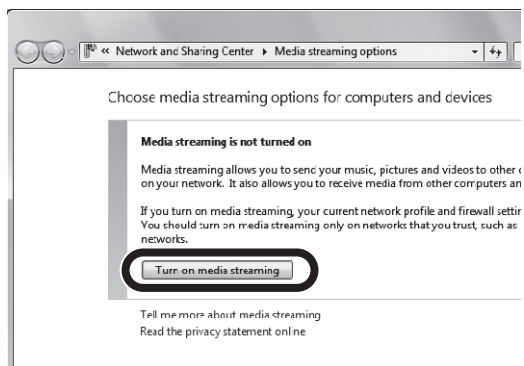 « Network and Sharing Center ▸ Media streaming options
Choose media streaming options for computers and devices
Media streaming is not turned on
Media streaming allows you to send your music, pictures and videos to other
on your network. It also allows you to receive media from other computers
If you turn on media streaming, your current network profile and firewall
You should turn on media streaming only on networks that you trust, such as
networks.
Turn on media streaming
Tell me more about media streaming
Read the privacy statement online